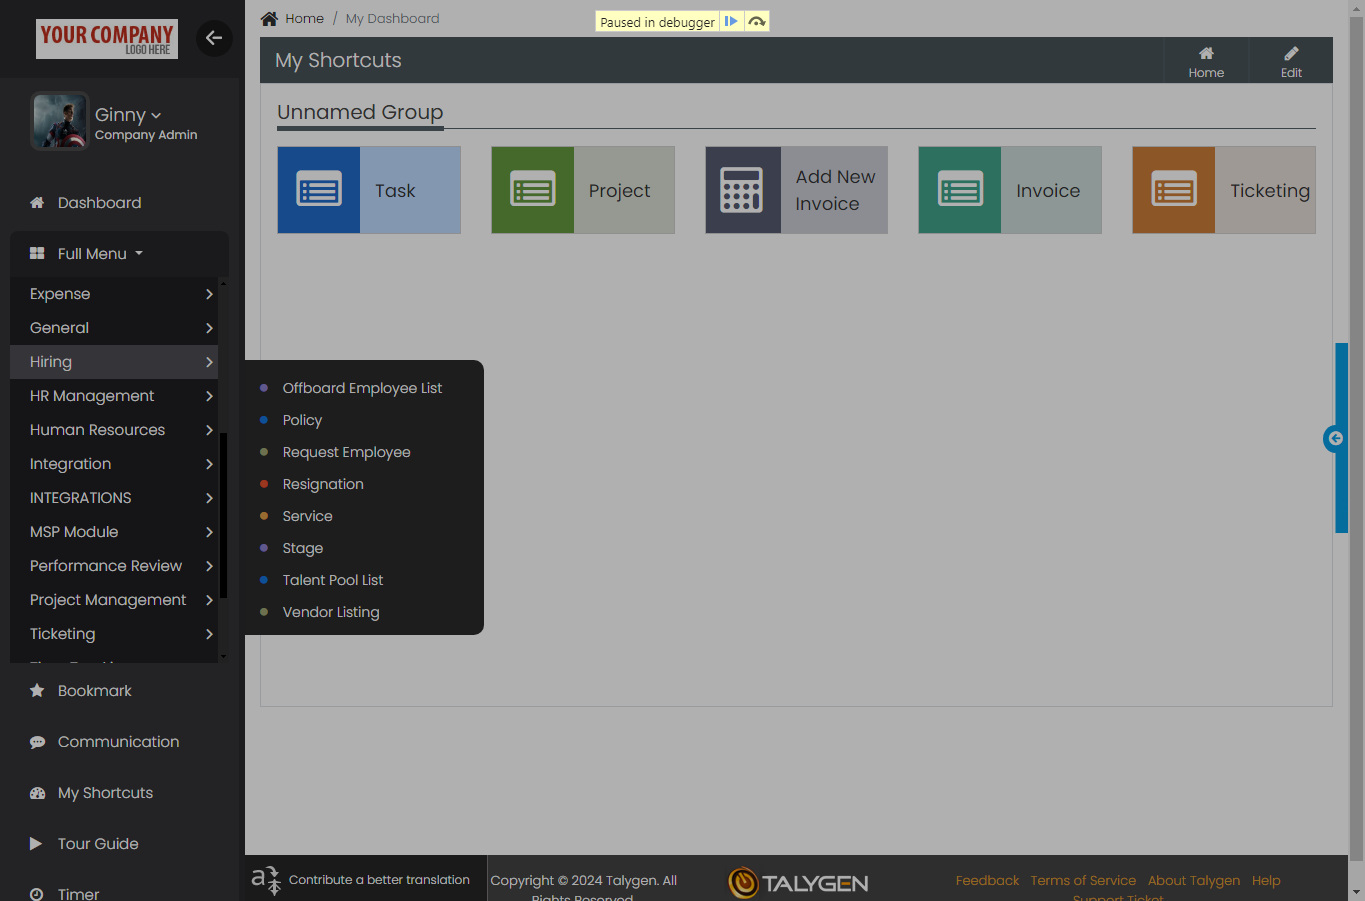 YOUR COMPANY
LOGO HERE
Home / My Dashboard
Paused in debugger
My Shortcuts
Home
Edit
Ginny
Company Admin
Unnamed Group
Task
Project
Add New
Invoice
Invoice
Ticketing
Dashboard
Full Menu
Expense
General
Hiring
HR Management
Human Resources
Integration
INTEGRATIONS
MSP Module
Performance Review
Project Management
Ticketing
Offboard Employee List
Policy
Request Employee
Resignation
Service
Stage
Talent Pool List
Vendor Listing
Bookmark
Communication
My Shortcuts
Tour Guide
Timer
Contribute a better translation
Copyright © 2024 Talygen. All
Rights Reserved
TALYGEN
Feedback Terms of Service About Talygen Help
Support Ticket